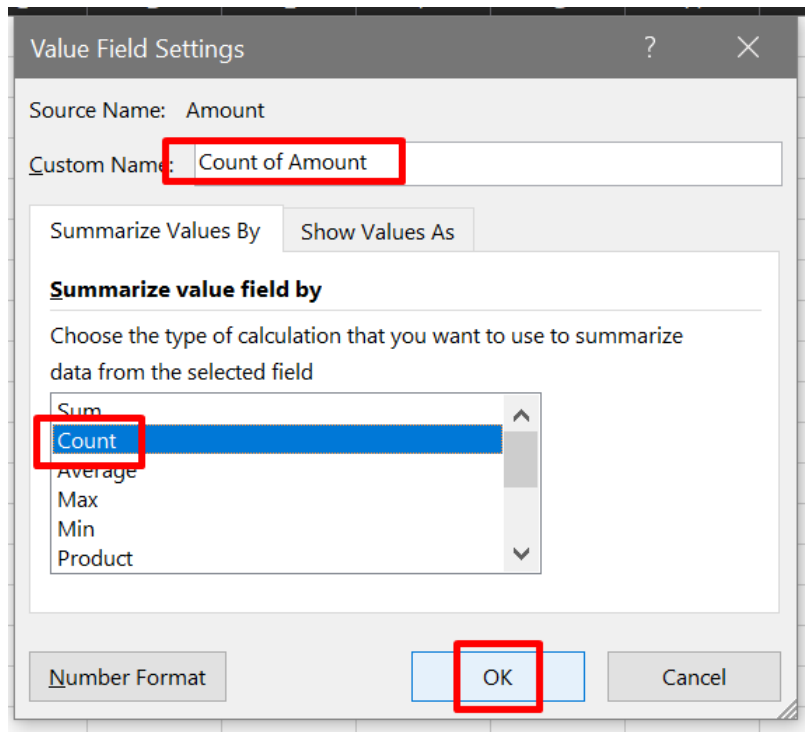 Value Field Settings ?
Source Name: Amount
Custom Name: Count of Amount
Summarize Values By Show Values As
Summarize value field by
Choose the type of calculation that you want to use to summarize
data from the selected field
Sum
Count
Average
Max
Min
Product
Number Format OK Cancel